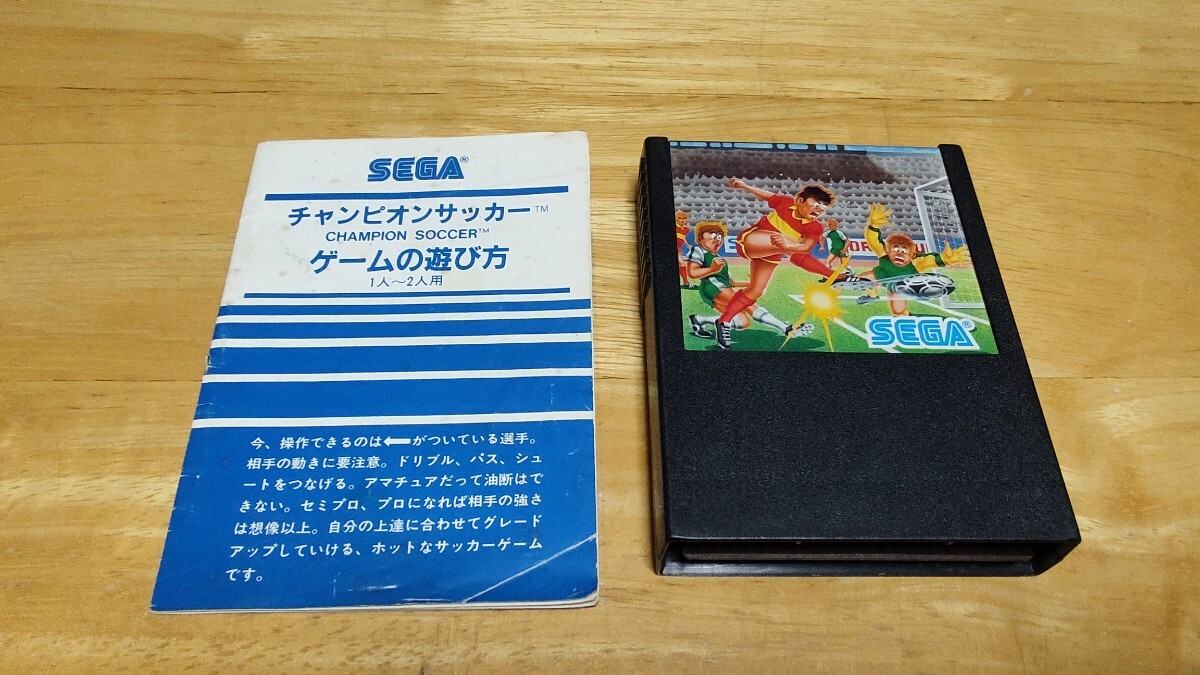 SEGA®
チャンピオンサッカー™
CHAMPION SOCCER™
ゲームの遊び方
1人〜2人用
今、操作できるのは←がついている選手。
相手の動きに要注意。ドリブル、パス、シュ
ートをつなげる。アマチュアだって油断はで
きない。セミプロ、プロになれば相手の強さ
は想像以上。自分の上達に合わせてグレード
アップしていける、ホットなサッカーゲーム
です。
SEGA®